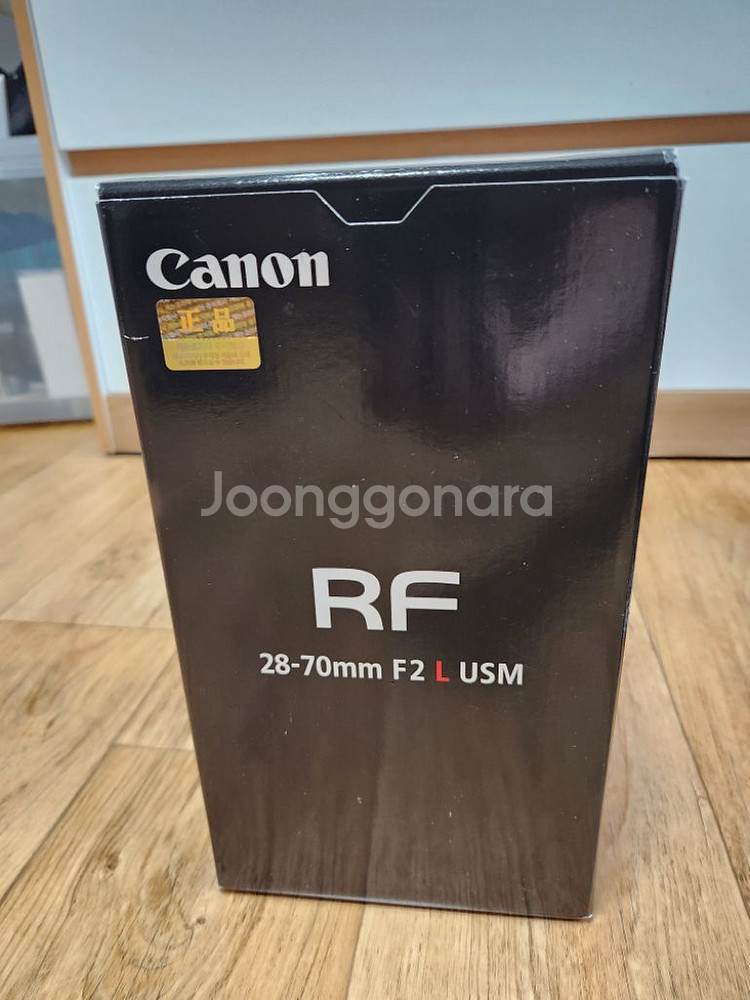 Canon
正品
Joonggonara
RF
28-70mm F2 L USM